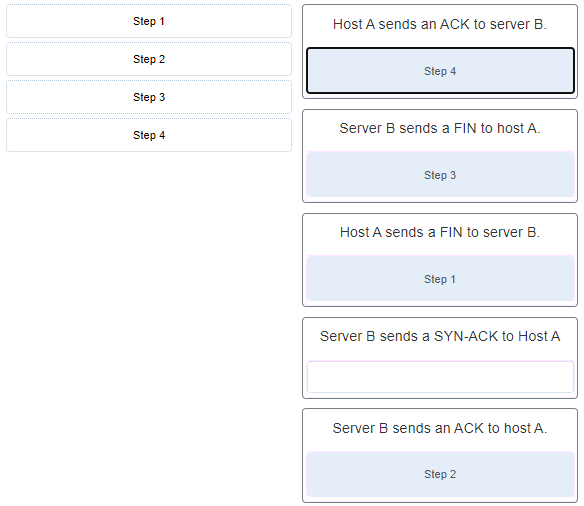 Step 1
Step 2
Step 3
Step 4
Host A sends an ACK to server B.
Step 4
Server B sends a FIN to host A.
Step 3
Host A sends a FIN to server B.
Step 1
Server B sends a SYN-ACK to Host A
Server B sends an ACK to host A.
Step 2